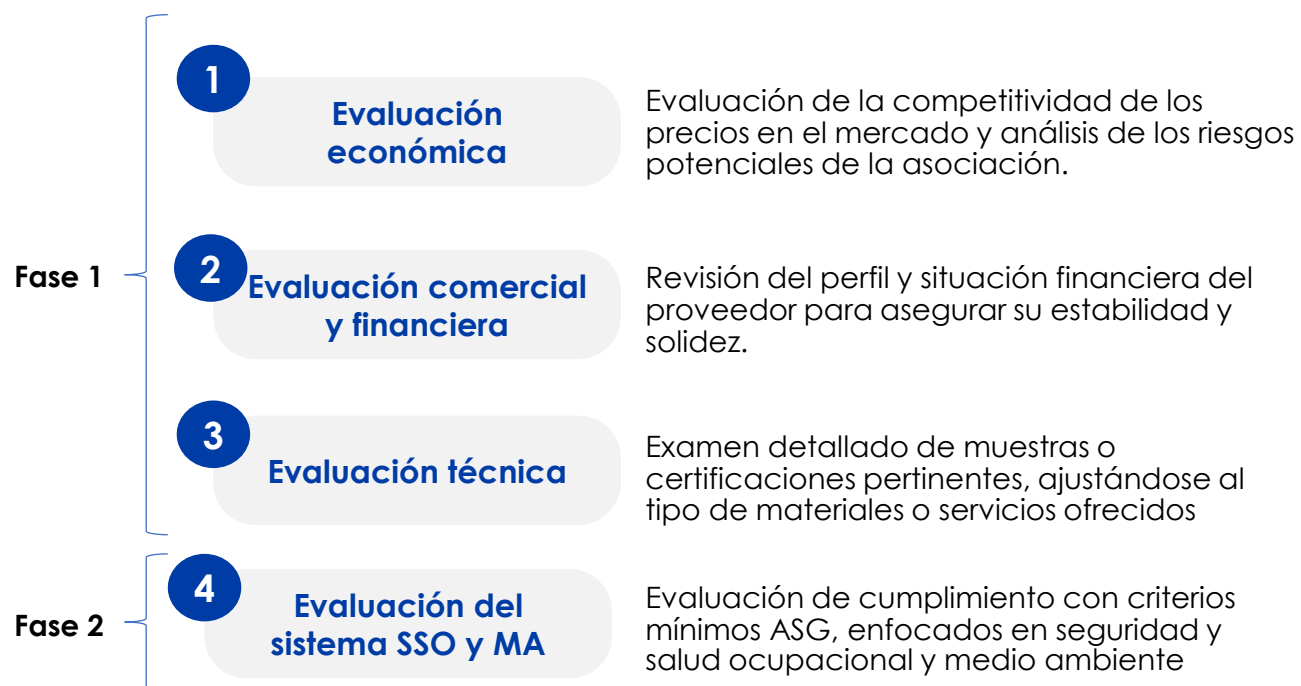 Fase 1
1
Evaluación
económica
Evaluación de la competitividad de los
precios en el mercado y análisis de los riesgos
potenciales de la asociación.
2
Evaluación comercial
y financiera
Revisión del perfil y situación financiera del
proveedor para asegurar su estabilidad y
solidez.
3
Evaluación técnica
Examen detallado de muestras o
certificaciones pertinentes, ajustándose al
tipo de materiales o servicios ofrecidos
Fase 2
4
Evaluación del
sistema SSO y MA
Evaluación de cumplimiento con criterios
mínimos ASG, enfocados en seguridad y
salud ocupacional y medio ambiente